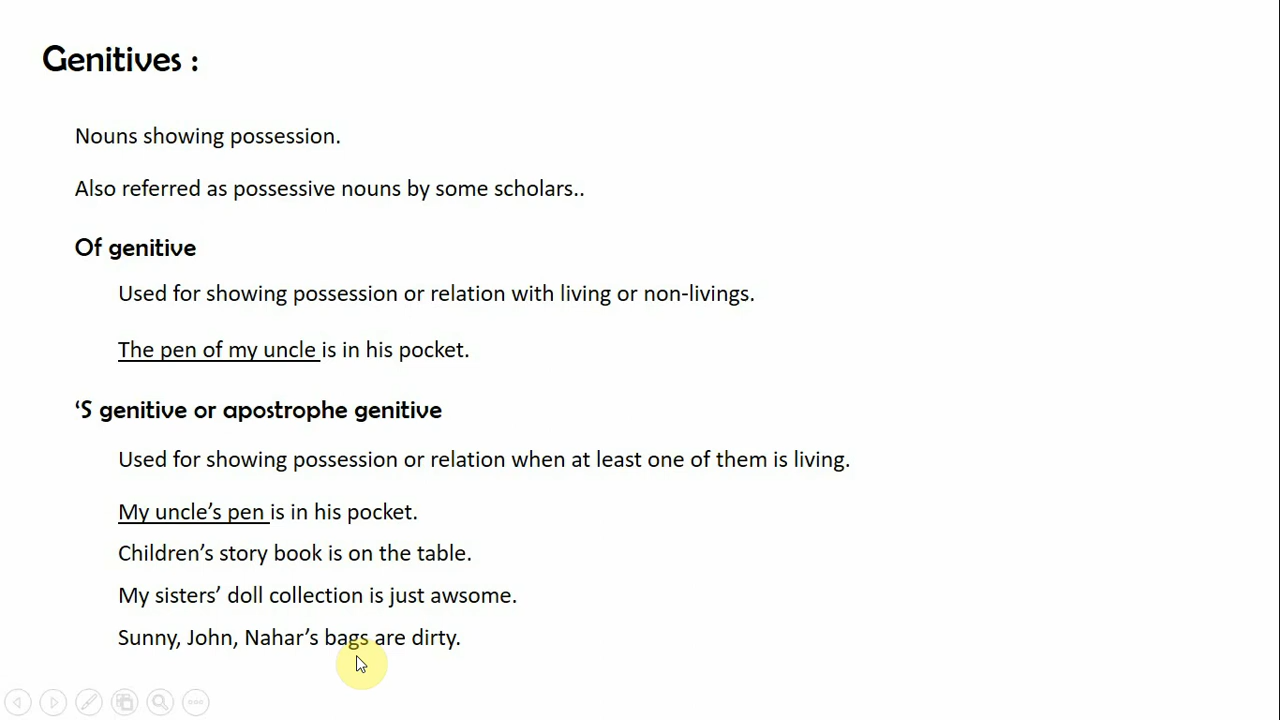 Genitives :
Nouns showing possession.
Also referred as possessive nouns by some scholars..
Of genitive
Used for showing possession or relation with living or non-livings.
The pen of my uncle is in his pocket.
‘S genitive or apostrophe genitive
Used for showing possession or relation when at least one of them is living.
My uncle’s pen is in his pocket.
Children’s story book is on the table.
My sisters’ doll collection is just awsome.
Sunny, John, Nahar’s bags are dirty.